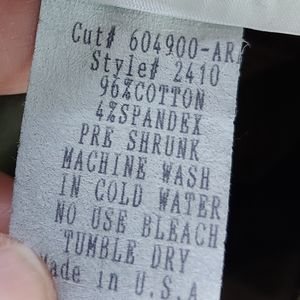 Cut# 604900-AR
Style# 2410
96%COTTON
4%SPANDEX
PRE SHRUNK
MACHINE WASH
IN COLD WATER
NO USE BLEACH
TUMBLE DRY
Made in U.S.A